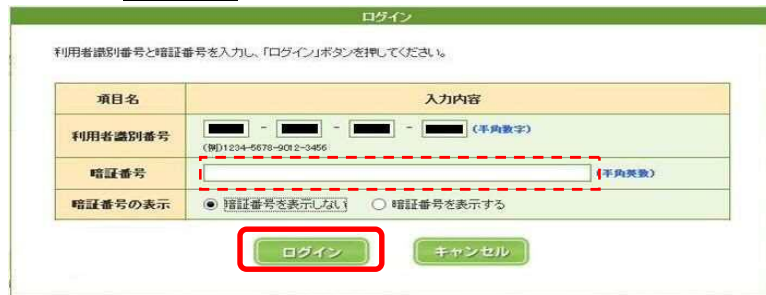 ログイン
利用者識別番号と暗証番号を入力し、「ログイン」ボタンを押してください。
項目名 入力内容
利用者識別番号 - - - (半角数字)
(例)1234-5678-9012-3456
暗証番号 (半角英数)
暗証番号の表示 暗証番号を表示しない 暗証番号を表示する
ログイン キャンセル